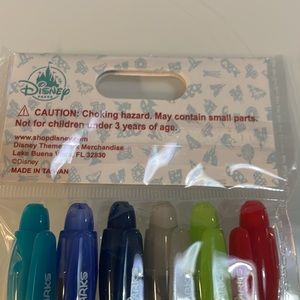 Disney
PARKS
⚠ CAUTION: Choking hazard. May contain small parts.
Not for children under 3 years of age.
www.shopdisney.com
Disney Theme Park Merchandise
Lake Buena Vista, FL 32830
©Disney
MADE IN TAIWAN